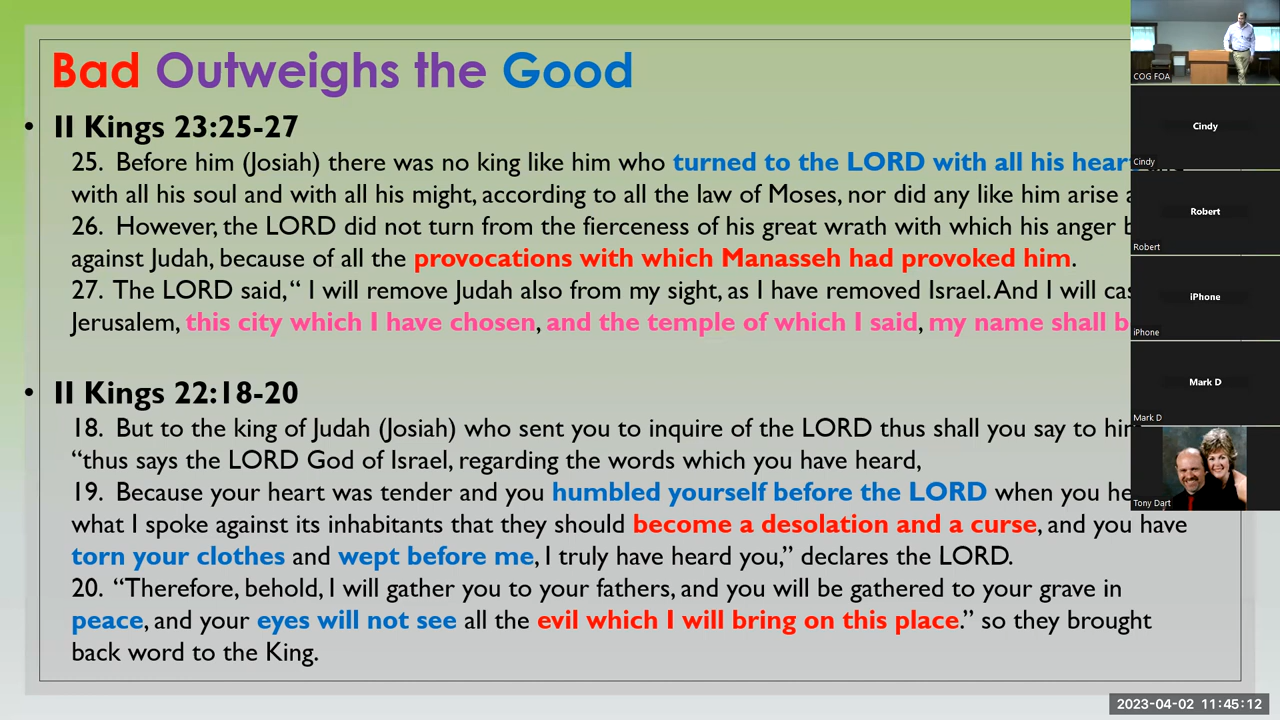 Bad Outweighs the Good
• II Kings 23:25-27
25. Before him (Josiah) there was no king like him who turned to the LORD with all his heart
with all his soul and with all his might, according to all the law of Moses, nor did any like him arise
26. However, the LORD did not turn from the fierceness of his great wrath with which his anger
against Judah, because of all the provocations with which Manasseh had provoked him.
27. The LORD said, “ I will remove Judah also from my sight, as I have removed Israel. And I will
Jerusalem, this city which I have chosen, and the temple of which I said, my name shall
• II Kings 22:18-20
18. But to the king of Judah (Josiah) who sent you to inquire of the LORD thus shall you say to
“thus says the LORD God of Israel, regarding the words which you have heard,
19. Because your heart was tender and you humbled yourself before the LORD when you
what I spoke against its inhabitants that they should become a desolation and a curse, and you have
torn your clothes and wept before me, I truly have heard you,” declares the LORD.
20. “Therefore, behold, I will gather you to your fathers, and you will be gathered to your grave in
peace, and your eyes will not see all the evil which I will bring on this place.” so they brought
back word to the King.
COG FOA
Cindy
Cindy
Robert
Robert
iPhone
iPhone
Mark D
Mark D
Tony Dart
2023-04-02 11:45:12